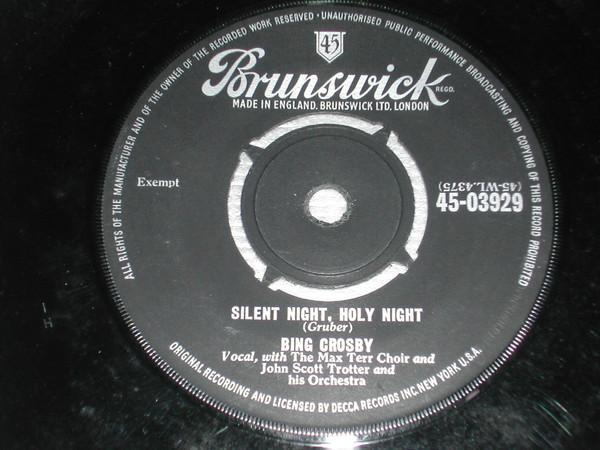 ALL RIGHTS OF THE MANUFACTURER AND OF THE OWNER OF THE RECORDED WORK RESERVED · UNAUTHORISED PUBLIC PERFORMANCE BROADCASTING AND COPYING OF THIS RECORD PROHIBITED
45
Brunswick
REGD.
MADE IN ENGLAND. BRUNSWICK LTD. LONDON
Exempt
(45-WL.4375)
45-03929
SILENT NIGHT, HOLY NIGHT
(Gruber)
BING CROSBY
Vocal, with The Max Terr Choir and
John Scott Trotter and
his Orchestra
ORIGINAL RECORDING AND LICENSED BY DECCA RECORDS INC. NEW YORK U.S.A.